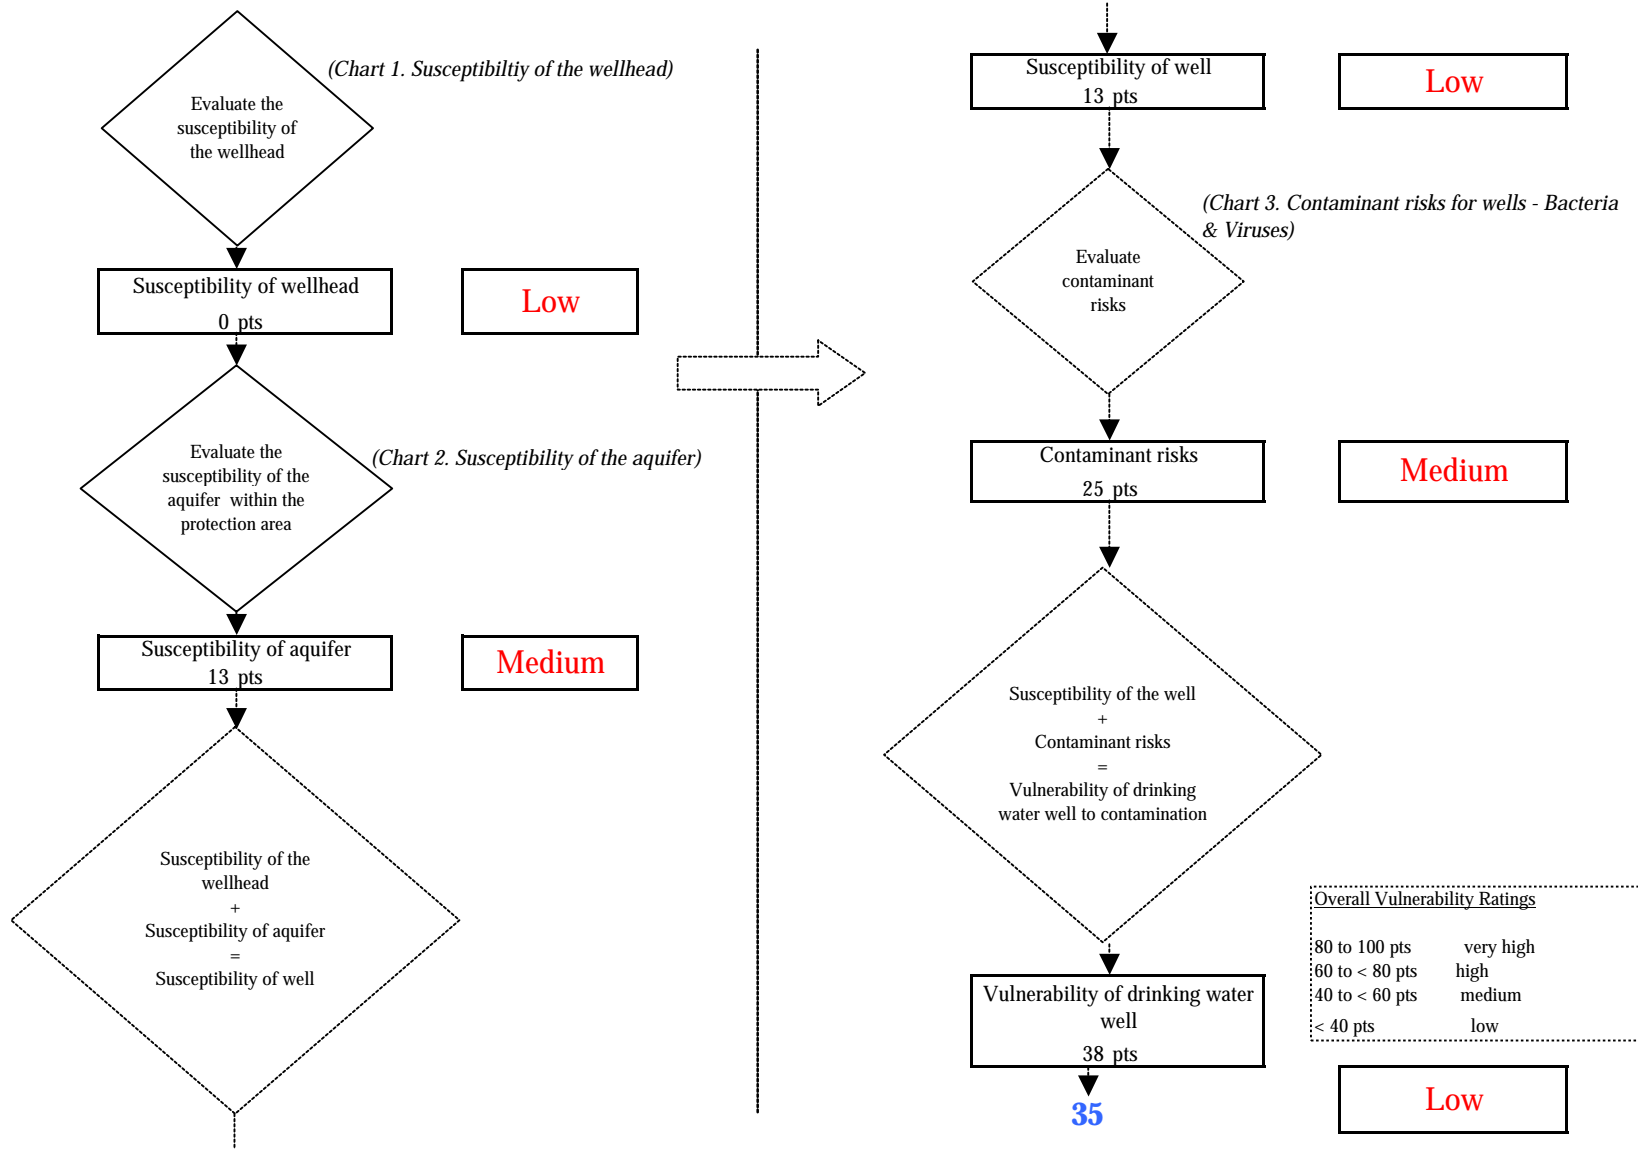 (Chart 1. Susceptibiltiy of the wellhead)
Evaluate the
susceptibility of
the wellhead
Susceptibility of wellhead
0 pts
Low
Evaluate the
susceptibility of the
aquifer within the
protection area
(Chart 2. Susceptibility of the aquifer)
Susceptibility of aquifer
13 pts
Medium
Susceptibility of the
wellhead
+
Susceptibility of aquifer
=
Susceptibility of well
Susceptibility of well
13 pts
Low
(Chart 3. Contaminant risks for wells - Bacteria
& Viruses)
Evaluate
contaminant
risks
Contaminant risks
25 pts
Medium
Susceptibility of the well
+
Contaminant risks
=
Vulnerability of drinking
water well to contamination
Overall Vulnerability Ratings
80 to 100 pts very high
60 to < 80 pts high
40 to < 60 pts medium
< 40 pts low
Vulnerability of drinking water
well
38 pts
35
Low